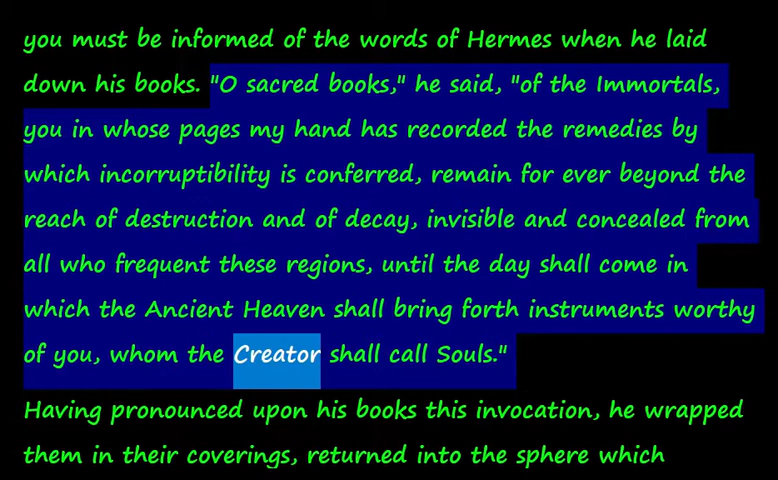 you must be informed of the words of Hermes when he laid
down his books. "O sacred books," he said, "of the Immortals,
you in whose pages my hand has recorded the remedies by
which incorruptibility is conferred, remain for ever beyond the
reach of destruction and of decay, invisible and concealed from
all who frequent these regions, until the day shall come in
which the Ancient Heaven shall bring forth instruments worthy
of you, whom the Creator shall call Souls."
Having pronounced upon his books this invocation, he wrapped
them in their coverings, returned into the sphere which